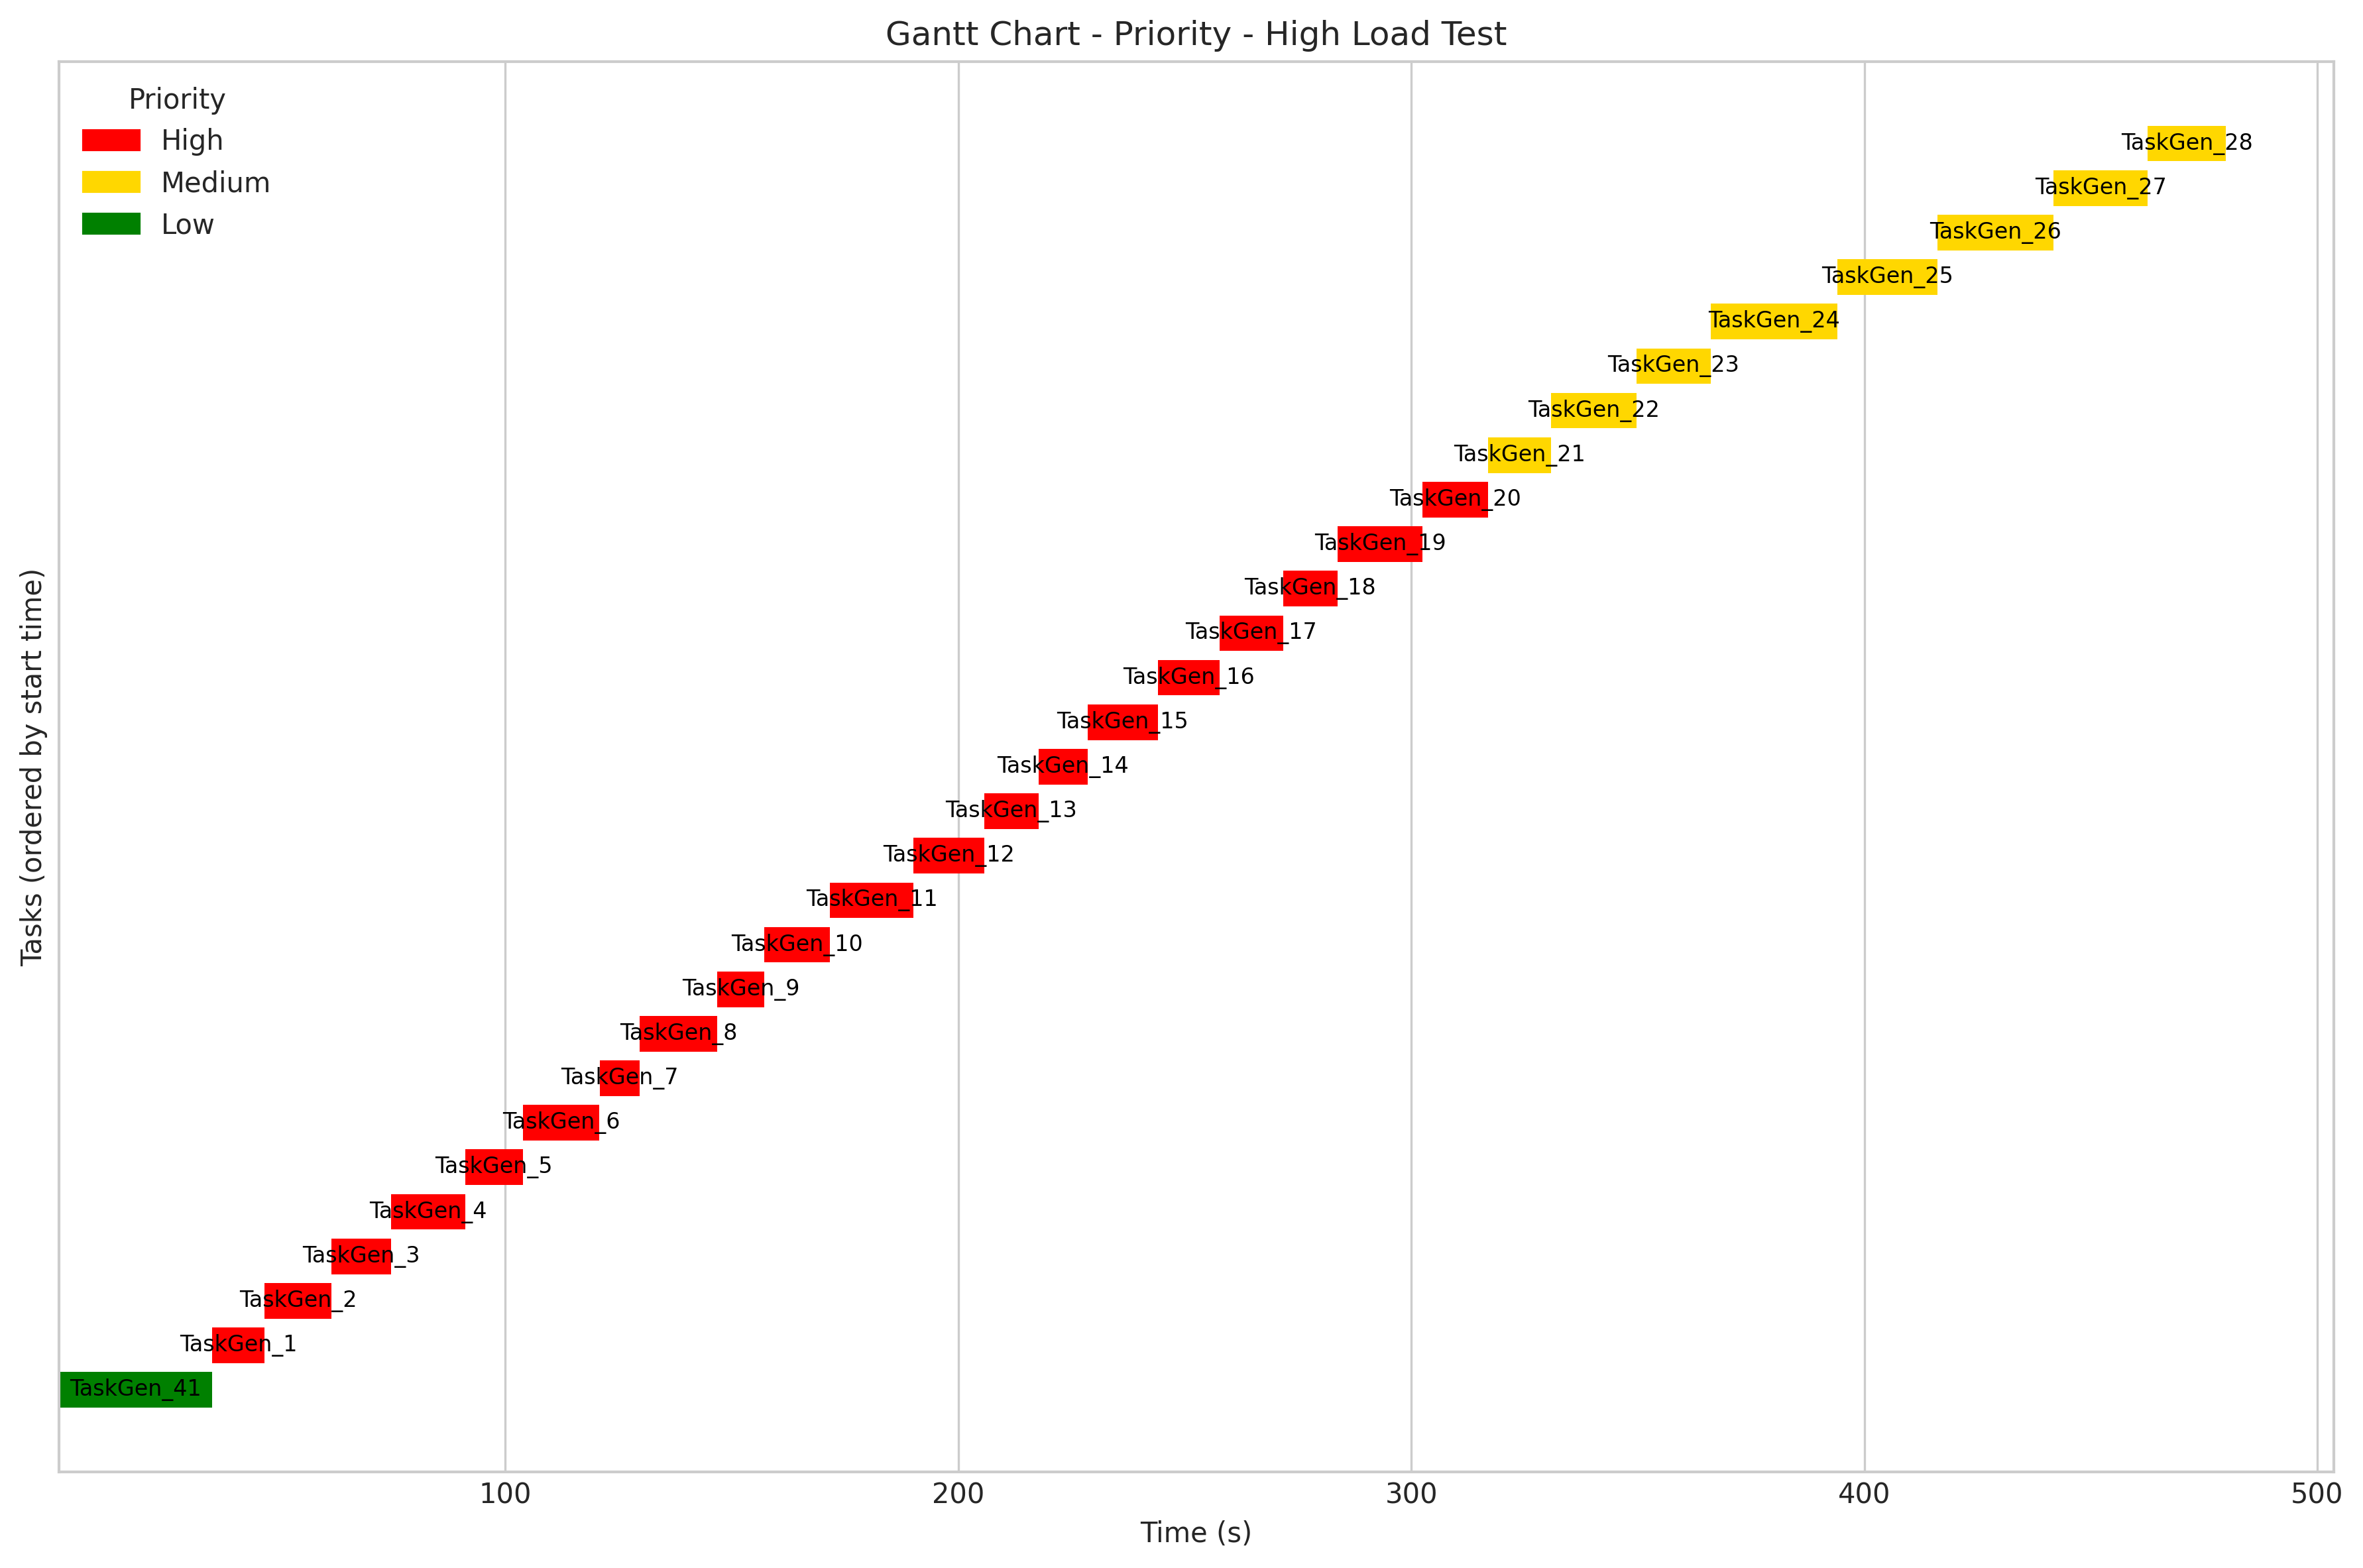 Gantt Chart - Priority - High Load Test
Priority
High
Medium
Low
TaskGen_28
TaskGen_27
TaskGen_26
TaskGen_25
TaskGen_24
TaskGen_23
TaskGen_22
TaskGen_21
TaskGen_20
TaskGen_19
TaskGen_18
TaskGen_17
TaskGen_16
TaskGen_15
TaskGen_14
TaskGen_13
TaskGen_12
TaskGen_11
TaskGen_10
TaskGen_9
TaskGen_8
TaskGen_7
TaskGen_6
TaskGen_5
TaskGen_4
TaskGen_3
TaskGen_2
TaskGen_1
TaskGen_41
Tasks (ordered by start time)
100 200 300 400 500
Time (s)